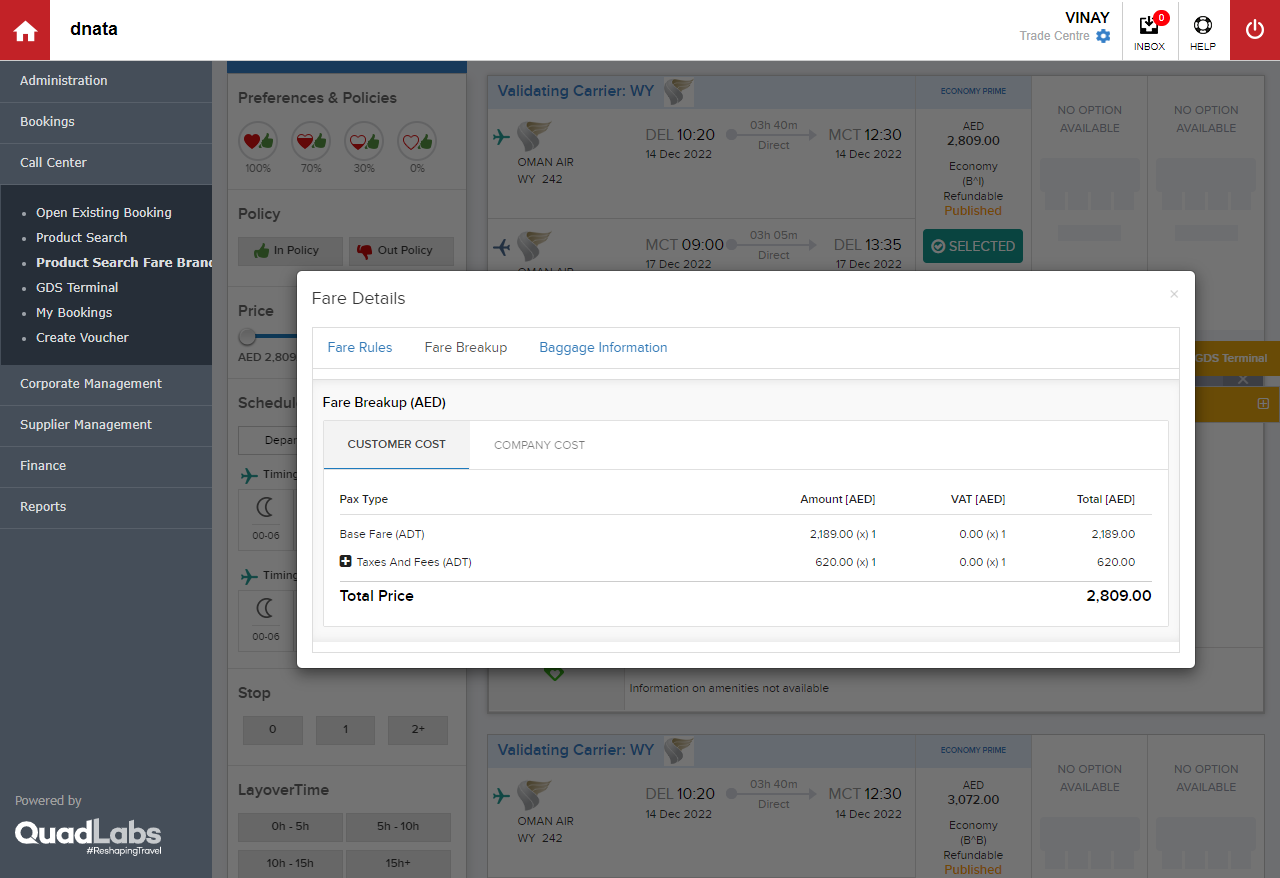 dnata
VINAY
Trade Centre
0
INBOX
HELP
Administration
Bookings
Call Center
Open Existing Booking
Product Search
Product Search Fare Brand
GDS Terminal
My Bookings
Create Voucher
Corporate Management
Supplier Management
Finance
Reports
Powered by
QuadLabs
#ReshapingTravel
Preferences & Policies
100% 70% 30% 0%
Policy
In Policy Out Policy
Price
AED 2,809
Schedul
Depar
Timing
00-06
Timing
00-06
Stop
0 1 2+
LayoverTime
0h - 5h 5h - 10h
10h - 15h 15h+
Validating Carrier: WY
ECONOMY PRIME
NO OPTION AVAILABLE
NO OPTION AVAILABLE
OMAN AIR
WY 242
DEL 10:20 03h 40m MCT 12:30
14 Dec 2022 Direct 14 Dec 2022
AED
2,809.00
Economy
(B^I)
Refundable
Published
SELECTED
OMAN AIR
MCT 09:00 03h 05m DEL 13:35
17 Dec 2022 Direct 17 Dec 2022
GDS Terminal
Fare Details
×
Fare Rules Fare Breakup Baggage Information
Fare Breakup (AED)
CUSTOMER COST COMPANY COST
Pax Type Amount [AED] VAT [AED] Total [AED]
Base Fare (ADT) 2,189.00 (x) 1 0.00 (x) 1 2,189.00
Taxes And Fees (ADT) 620.00 (x) 1 0.00 (x) 1 620.00
Total Price 2,809.00
Information on amenities not available
Validating Carrier: WY
ECONOMY PRIME
NO OPTION AVAILABLE
NO OPTION AVAILABLE
OMAN AIR
WY 242
DEL 10:20 03h 40m MCT 12:30
14 Dec 2022 Direct 14 Dec 2022
AED
3,072.00
Economy
(B^B)
Refundable
Published